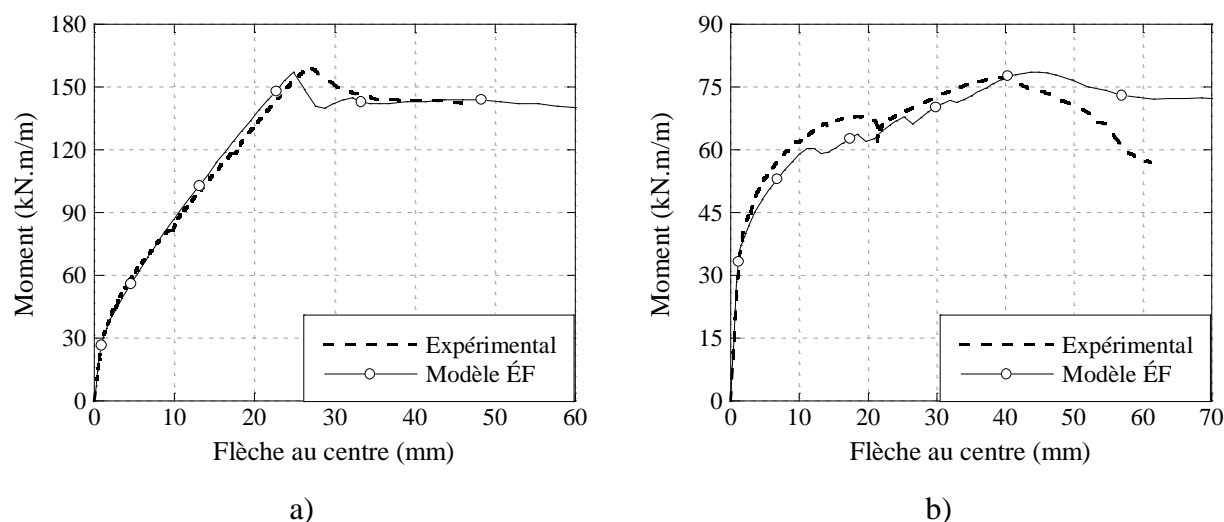 180
150
120
90
60
30
0
Moment (kN.m/m)
0 10 20 30 40 50 60
Flèche au centre (mm)
Expérimental
Modèle ÉF
a)
90
75
60
45
30
15
0
Moment (kN.m/m)
0 10 20 30 40 50 60 70
Flèche au centre (mm)
Expérimental
Modèle ÉF
b)